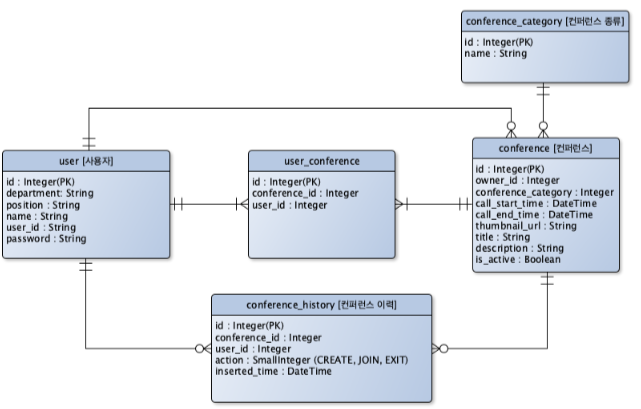 conference_category [컨퍼런스 종류]
id : Integer(PK)
name : String
user [사용자]
id : Integer(PK)
department: String
position : String
name : String
user_id : String
password : String
user_conference
id : Integer(PK)
conference_id : Integer
user_id : Integer
conference [컨퍼런스]
id : Integer(PK)
owner_id : Integer
conference_category : Integer
call_start_time : DateTime
call_end_time : DateTime
thumbnail_url : String
title : String
description : String
is_active : Boolean
conference_history [컨퍼런스 이력]
id : Integer(PK)
conference_id : Integer
user_id : Integer
action : SmallInteger (CREATE, JOIN, EXIT)
inserted_time : DateTime